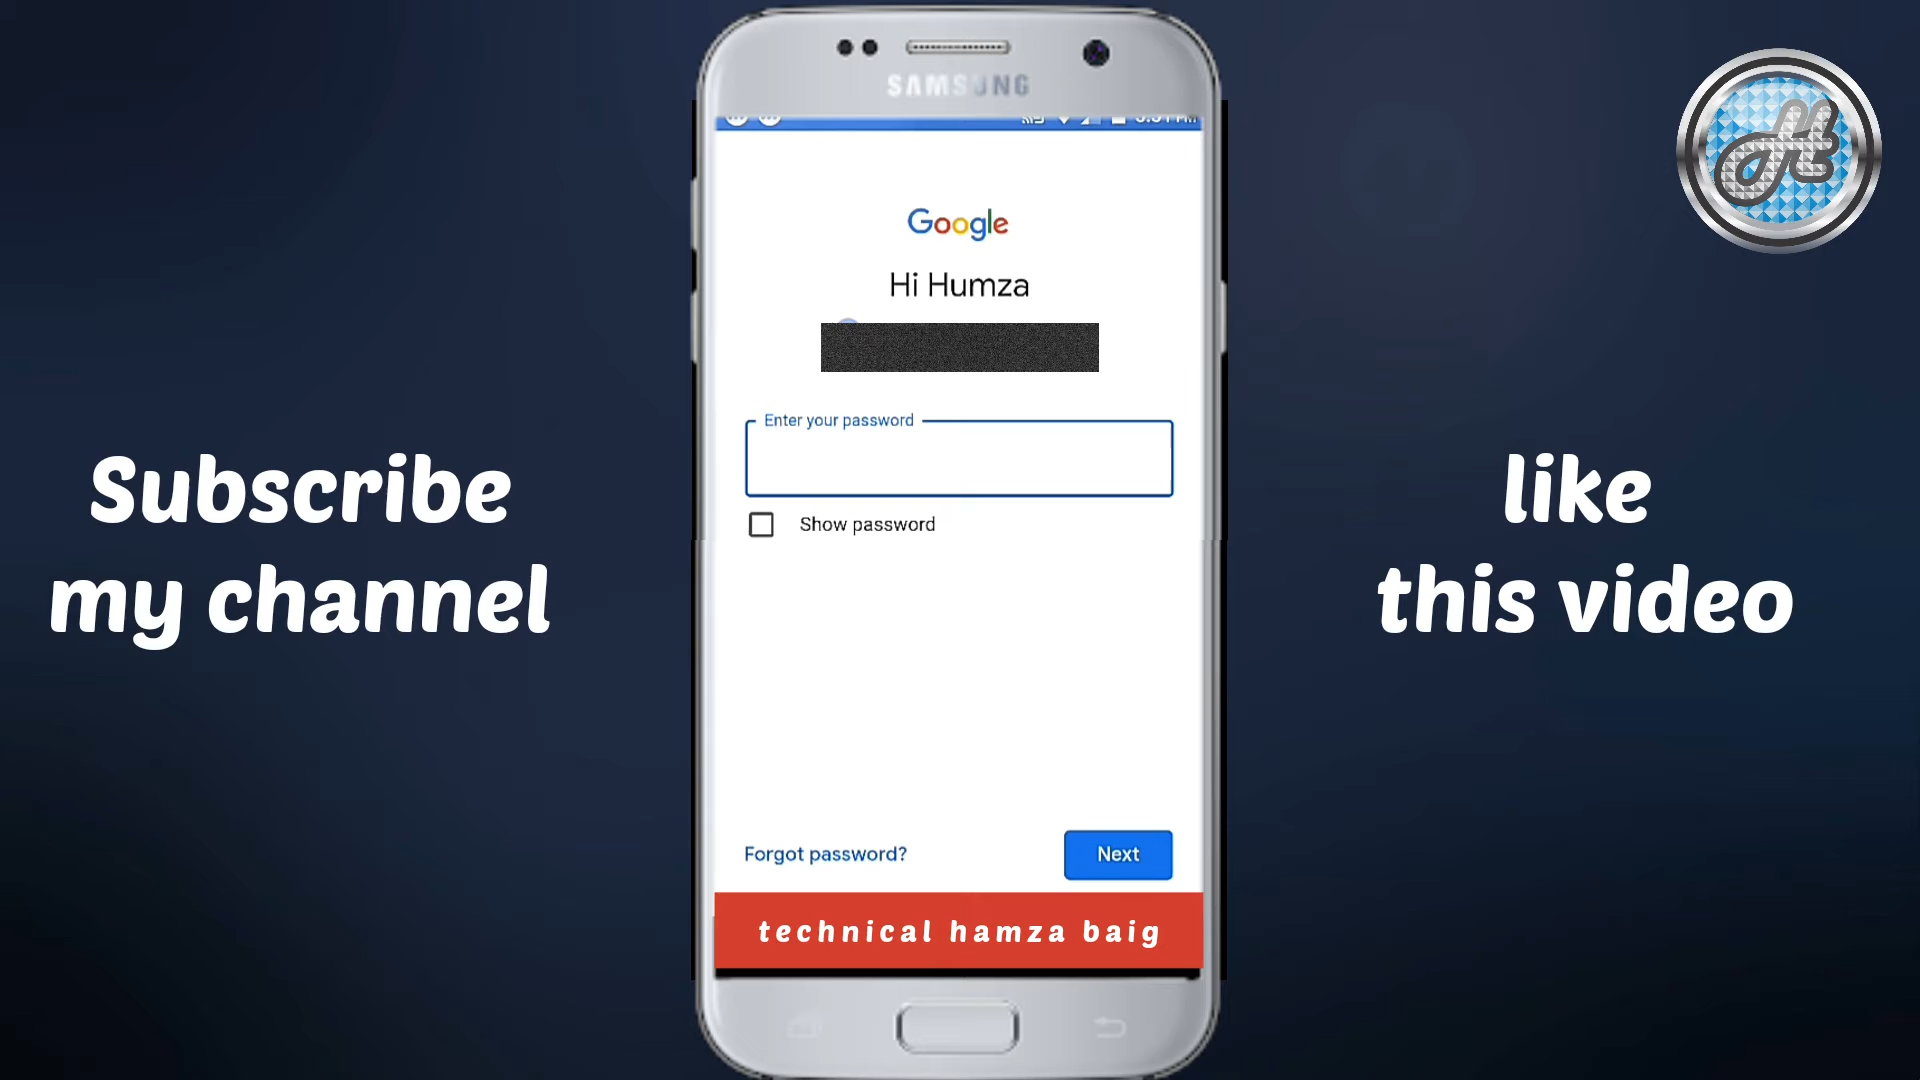 SAMSUNG
Google
Hi Humza
Enter your password
Show password
Subscribe
my channel
like
this video
Forgot password?
Next
technical hamza baig